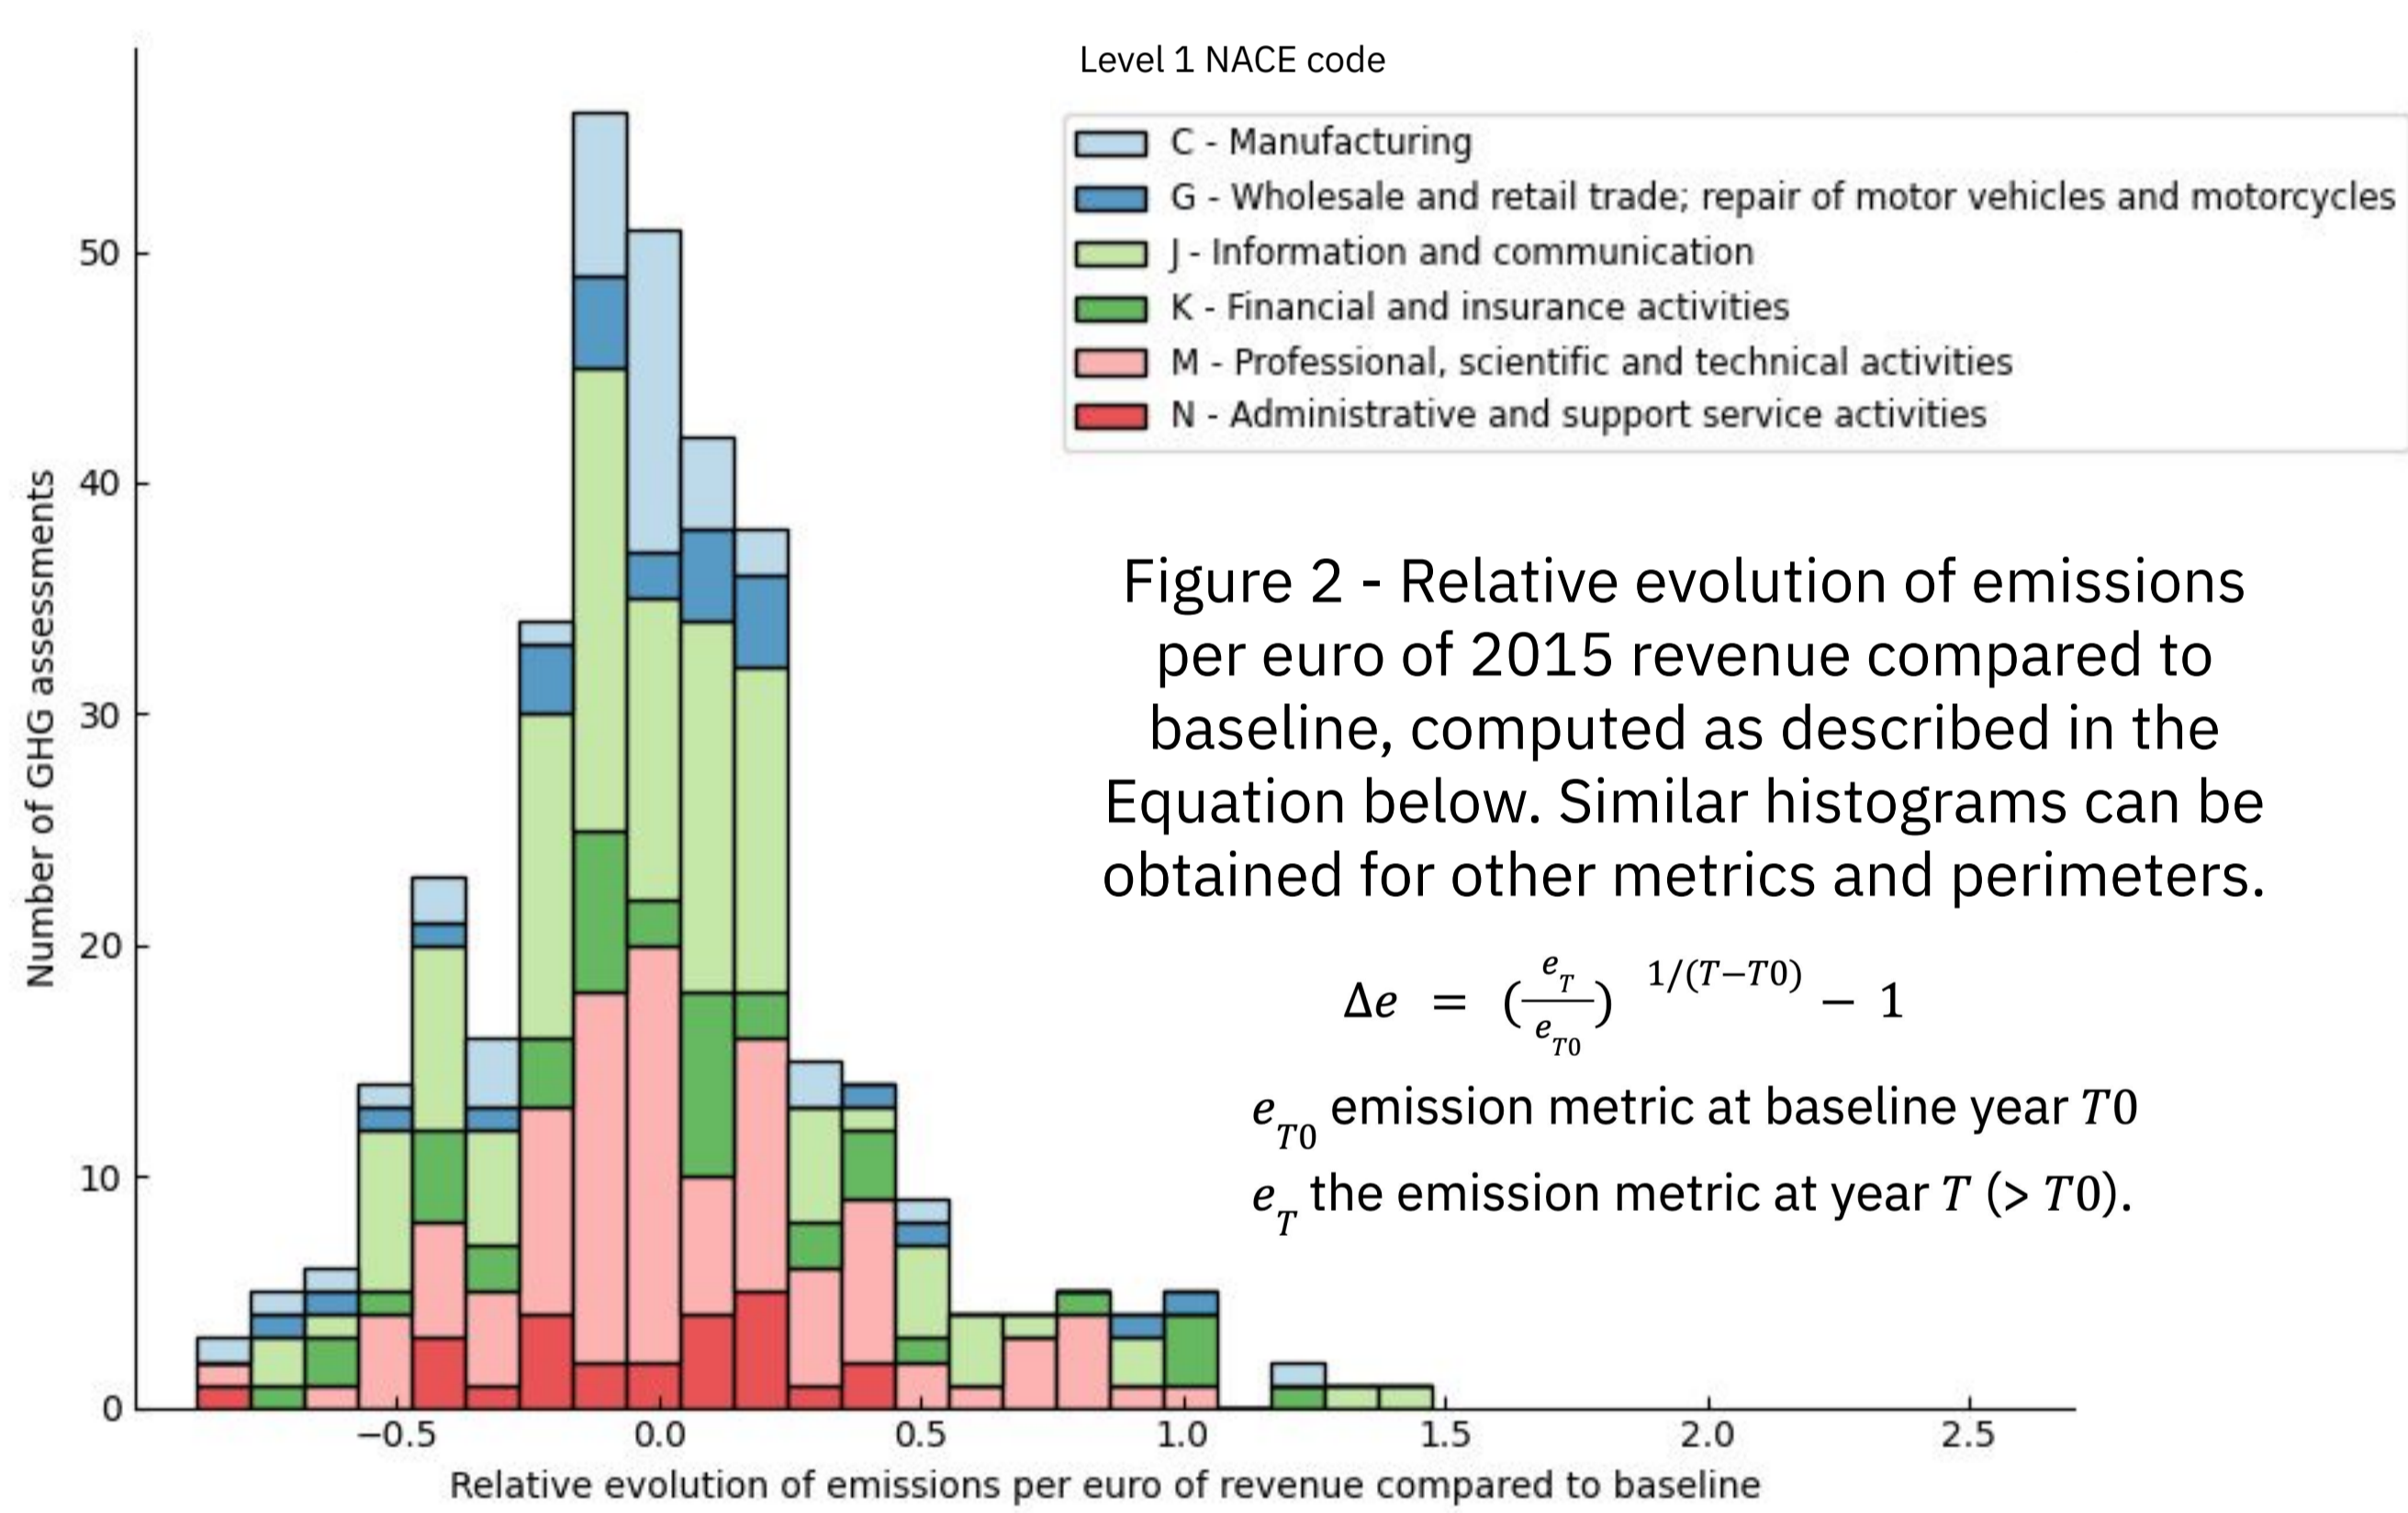 Level 1 NACE code
C - Manufacturing
G - Wholesale and retail trade; repair of motor vehicles and motorcycles
J - Information and communication
K - Financial and insurance activities
M - Professional, scientific and technical activities
N - Administrative and support service activities
Number of GHG assessments
50
40
30
20
10
0
−0.5 0.0 0.5 1.0 1.5 2.0 2.5
Relative evolution of emissions per euro of revenue compared to baseline
Figure 2 - Relative evolution of emissions
per euro of 2015 revenue compared to
baseline, computed as described in the
Equation below. Similar histograms can be
obtained for other metrics and perimeters.
Δe = (e_T / e_T0)^1/(T−T0) − 1
e_T0 emission metric at baseline year T0
e_T the emission metric at year T (> T0).